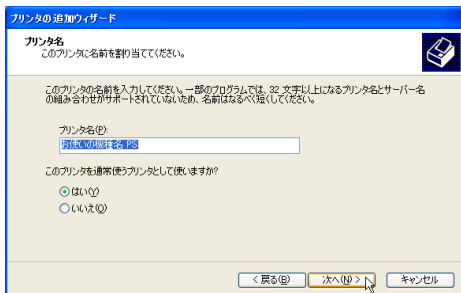 プリンタの追加ウィザード
プリンタ名
このプリンタに名前を割り当ててください。
このプリンタの名前を入力してください。一部のプログラムでは、32 文字以上になるプリンタ名とサーバー名
の組み合わせがサポートされていないため、名前はなるべく短くしてください。
プリンタ名(P):
お使いの機種名 PS
このプリンタを通常使うプリンタとして使いますか?
はい(Y)
いいえ(O)
< 戻る(B)
次へ(N) >
キャンセル